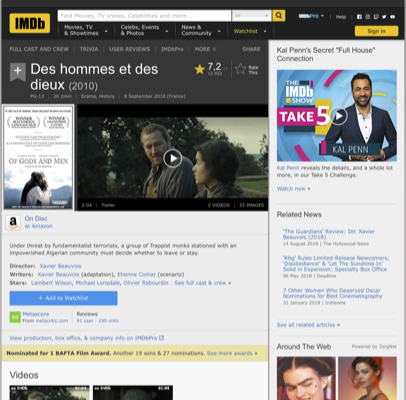 IMDb
Find Movies, TV shows, Celebrities and more...
All
IMDbPro
Help
Movies, TV
& Showtimes
Celebs, Events
& Photos
News &
Community
Watchlist
Sign in
FULL CAST AND CREW | TRIVIA | USER REVIEWS | IMDbPro | MORE
SHARE
Des hommes et des
dieux (2010)
7,2
Rate
This
PG-13 | 2h 2min | Drama, History | 8 September 2010 (France)
WINNER
WINNER
OF GODS AND MEN
2:04 | Trailer
2 VIDEOS | 33 IMAGES
On Disc
at Amazon
Under threat by fundamentalist terrorists, a group of Trappist monks stationed with an
impoverished Algerian community must decide whether to leave or stay.
Director: Xavier Beauvois
Writers: Xavier Beauvois (adaptation), Etienne Comar (scenario)
Stars: Lambert Wilson, Michael Lonsdale, Olivier Rabourdin | See full cast & crew »
+ Add to Watchlist
Metascore
From metacritic.com
Reviews
91 user | 195 critic
View production, box office, & company info on IMDbPro
Nominated for 1 BAFTA Film Award. Another 19 wins & 27 nominations. See more awards »
Videos
Kal Penn's Secret "Full House"
Connection
THE
IMDb
SHOW
TAKE 5
KAL PENN
Kal Penn reveals the details, and a whole lot
more, in our Take 5 Challenge.
Watch now »
Related News
'The Guardians' Review: Dir. Xavier
Beauvois (2018)
14 August 2018 | The Hollywood News
'Rbg' Rules Limited-Release Newcomers;
'Disobedience' & 'Let The Sunshine In'
Solid in Expansion: Specialty Box Office
06 May 2018 | Deadline
7 Other Women Who Deserved Oscar
Nominations for Best Cinematography
31 January 2018 | Indiewire
See all related articles »
Around The Web
Powered by ZergNet